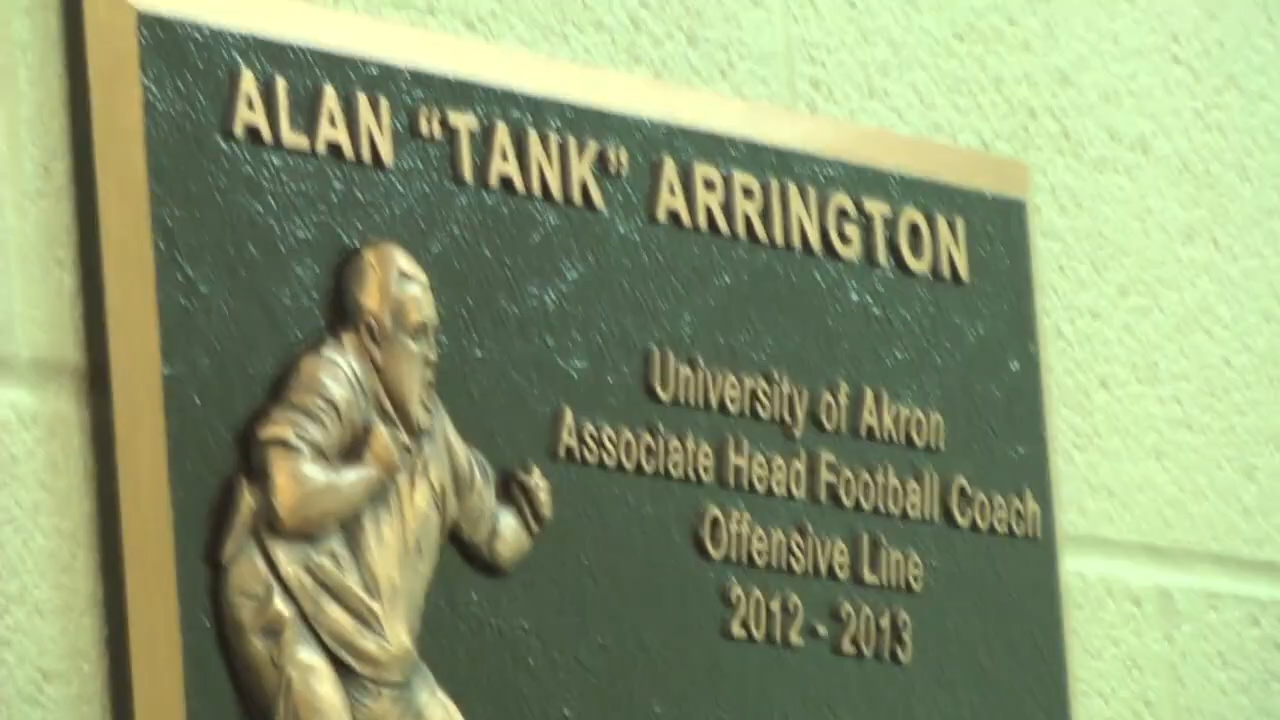 ALAN “TANK” ARRINGTON
University of Akron
Associate Head Football Coach
Offensive Line
2012 - 2013